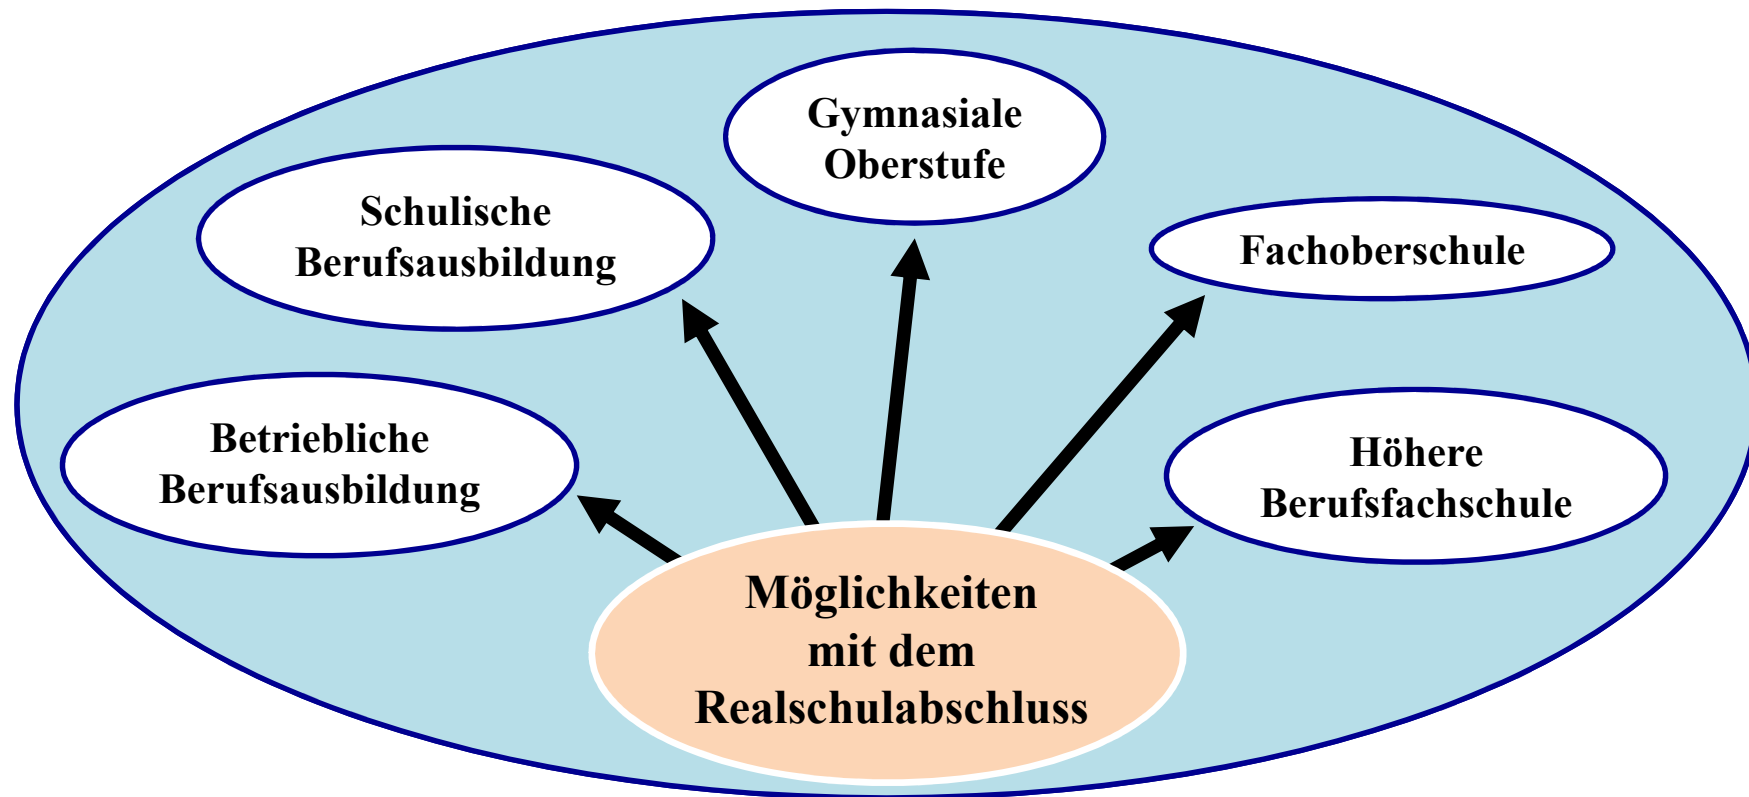 Gymnasiale
Oberstufe
Schulische
Berufsausbildung
Fachoberschule
Betriebliche
Berufsausbildung
Höhere
Berufsfachschule
Möglichkeiten
mit dem
Realschulabschluss